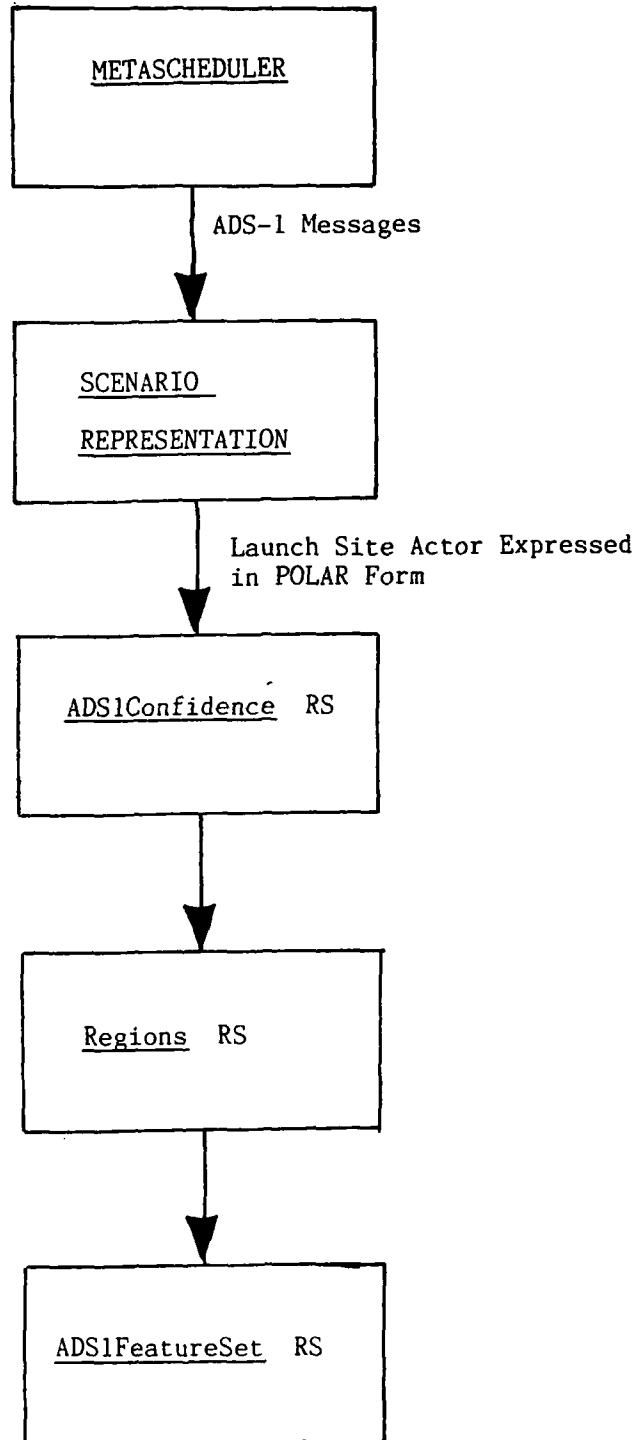 METASCHEDULER
ADS-1 Messages
SCENARIO
REPRESENTATION
Launch Site Actor Expressed
in POLAR Form
ADS1Confidence RS
Regions RS
ADS1FeatureSet RS